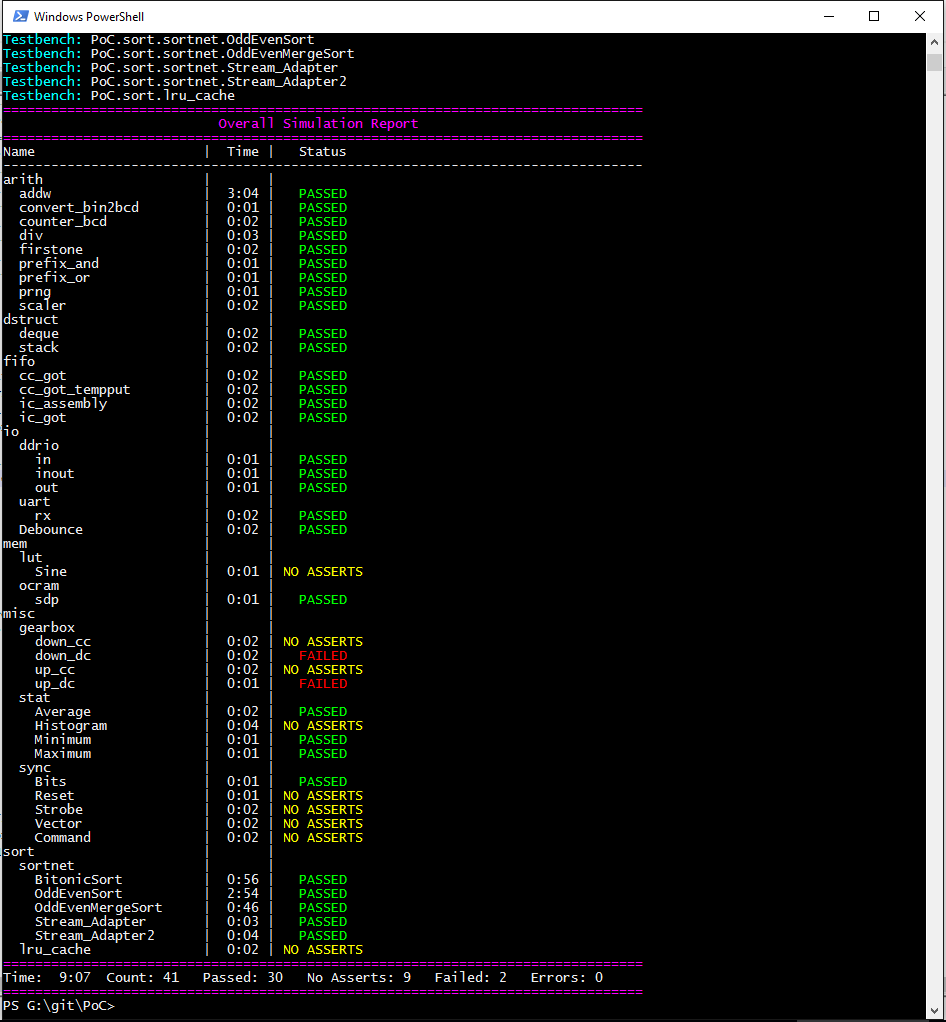 Windows PowerShell
Testbench: PoC.sort.sortnet.OddEvenSort
Testbench: PoC.sort.sortnet.OddEvenMergeSort
Testbench: PoC.sort.sortnet.Stream_Adapter
Testbench: PoC.sort.sortnet.Stream_Adapter2
Testbench: PoC.sort.lru_cache
================================================================================
Overall Simulation Report
================================================================================
Name | Time | Status
--------------------------------------------------------------------------------
arith | |
addw | 3:04 | PASSED
convert_bin2bcd | 0:01 | PASSED
counter_bcd | 0:02 | PASSED
div | 0:03 | PASSED
firstone | 0:02 | PASSED
prefix_and | 0:01 | PASSED
prefix_or | 0:01 | PASSED
prng | 0:01 | PASSED
scaler | 0:02 | PASSED
dstruct | |
deque | 0:02 | PASSED
stack | 0:02 | PASSED
fifo | |
cc_got | 0:02 | PASSED
cc_got_tempput | 0:02 | PASSED
ic_assembly | 0:02 | PASSED
ic_got | 0:02 | PASSED
io | |
ddrio | |
in | 0:01 | PASSED
inout | 0:01 | PASSED
out | 0:01 | PASSED
uart | |
rx | 0:02 | PASSED
Debounce | 0:02 | PASSED
mem | |
lut | |
Sine | 0:01 | NO ASSERTS
ocram | |
sdp | 0:01 | PASSED
misc | |
gearbox | |
down_cc | 0:02 | NO ASSERTS
down_dc | 0:02 | FAILED
up_cc | 0:02 | NO ASSERTS
up_dc | 0:01 | FAILED
stat | |
Average | 0:02 | PASSED
Histogram | 0:04 | NO ASSERTS
Minimum | 0:01 | PASSED
Maximum | 0:01 | PASSED
sync | |
Bits | 0:01 | PASSED
Reset | 0:01 | NO ASSERTS
Strobe | 0:02 | NO ASSERTS
Vector | 0:02 | NO ASSERTS
Command | 0:02 | NO ASSERTS
sort | |
sortnet | |
BitonicSort | 0:56 | PASSED
OddEvenSort | 2:54 | PASSED
OddEvenMergeSort | 0:46 | PASSED
Stream_Adapter | 0:03 | PASSED
Stream_Adapter2 | 0:04 | PASSED
lru_cache | 0:02 | NO ASSERTS
================================================================================
Time: 9:07 Count: 41 Passed: 30 No Asserts: 9 Failed: 2 Errors: 0
================================================================================
PS G:\git\PoC>